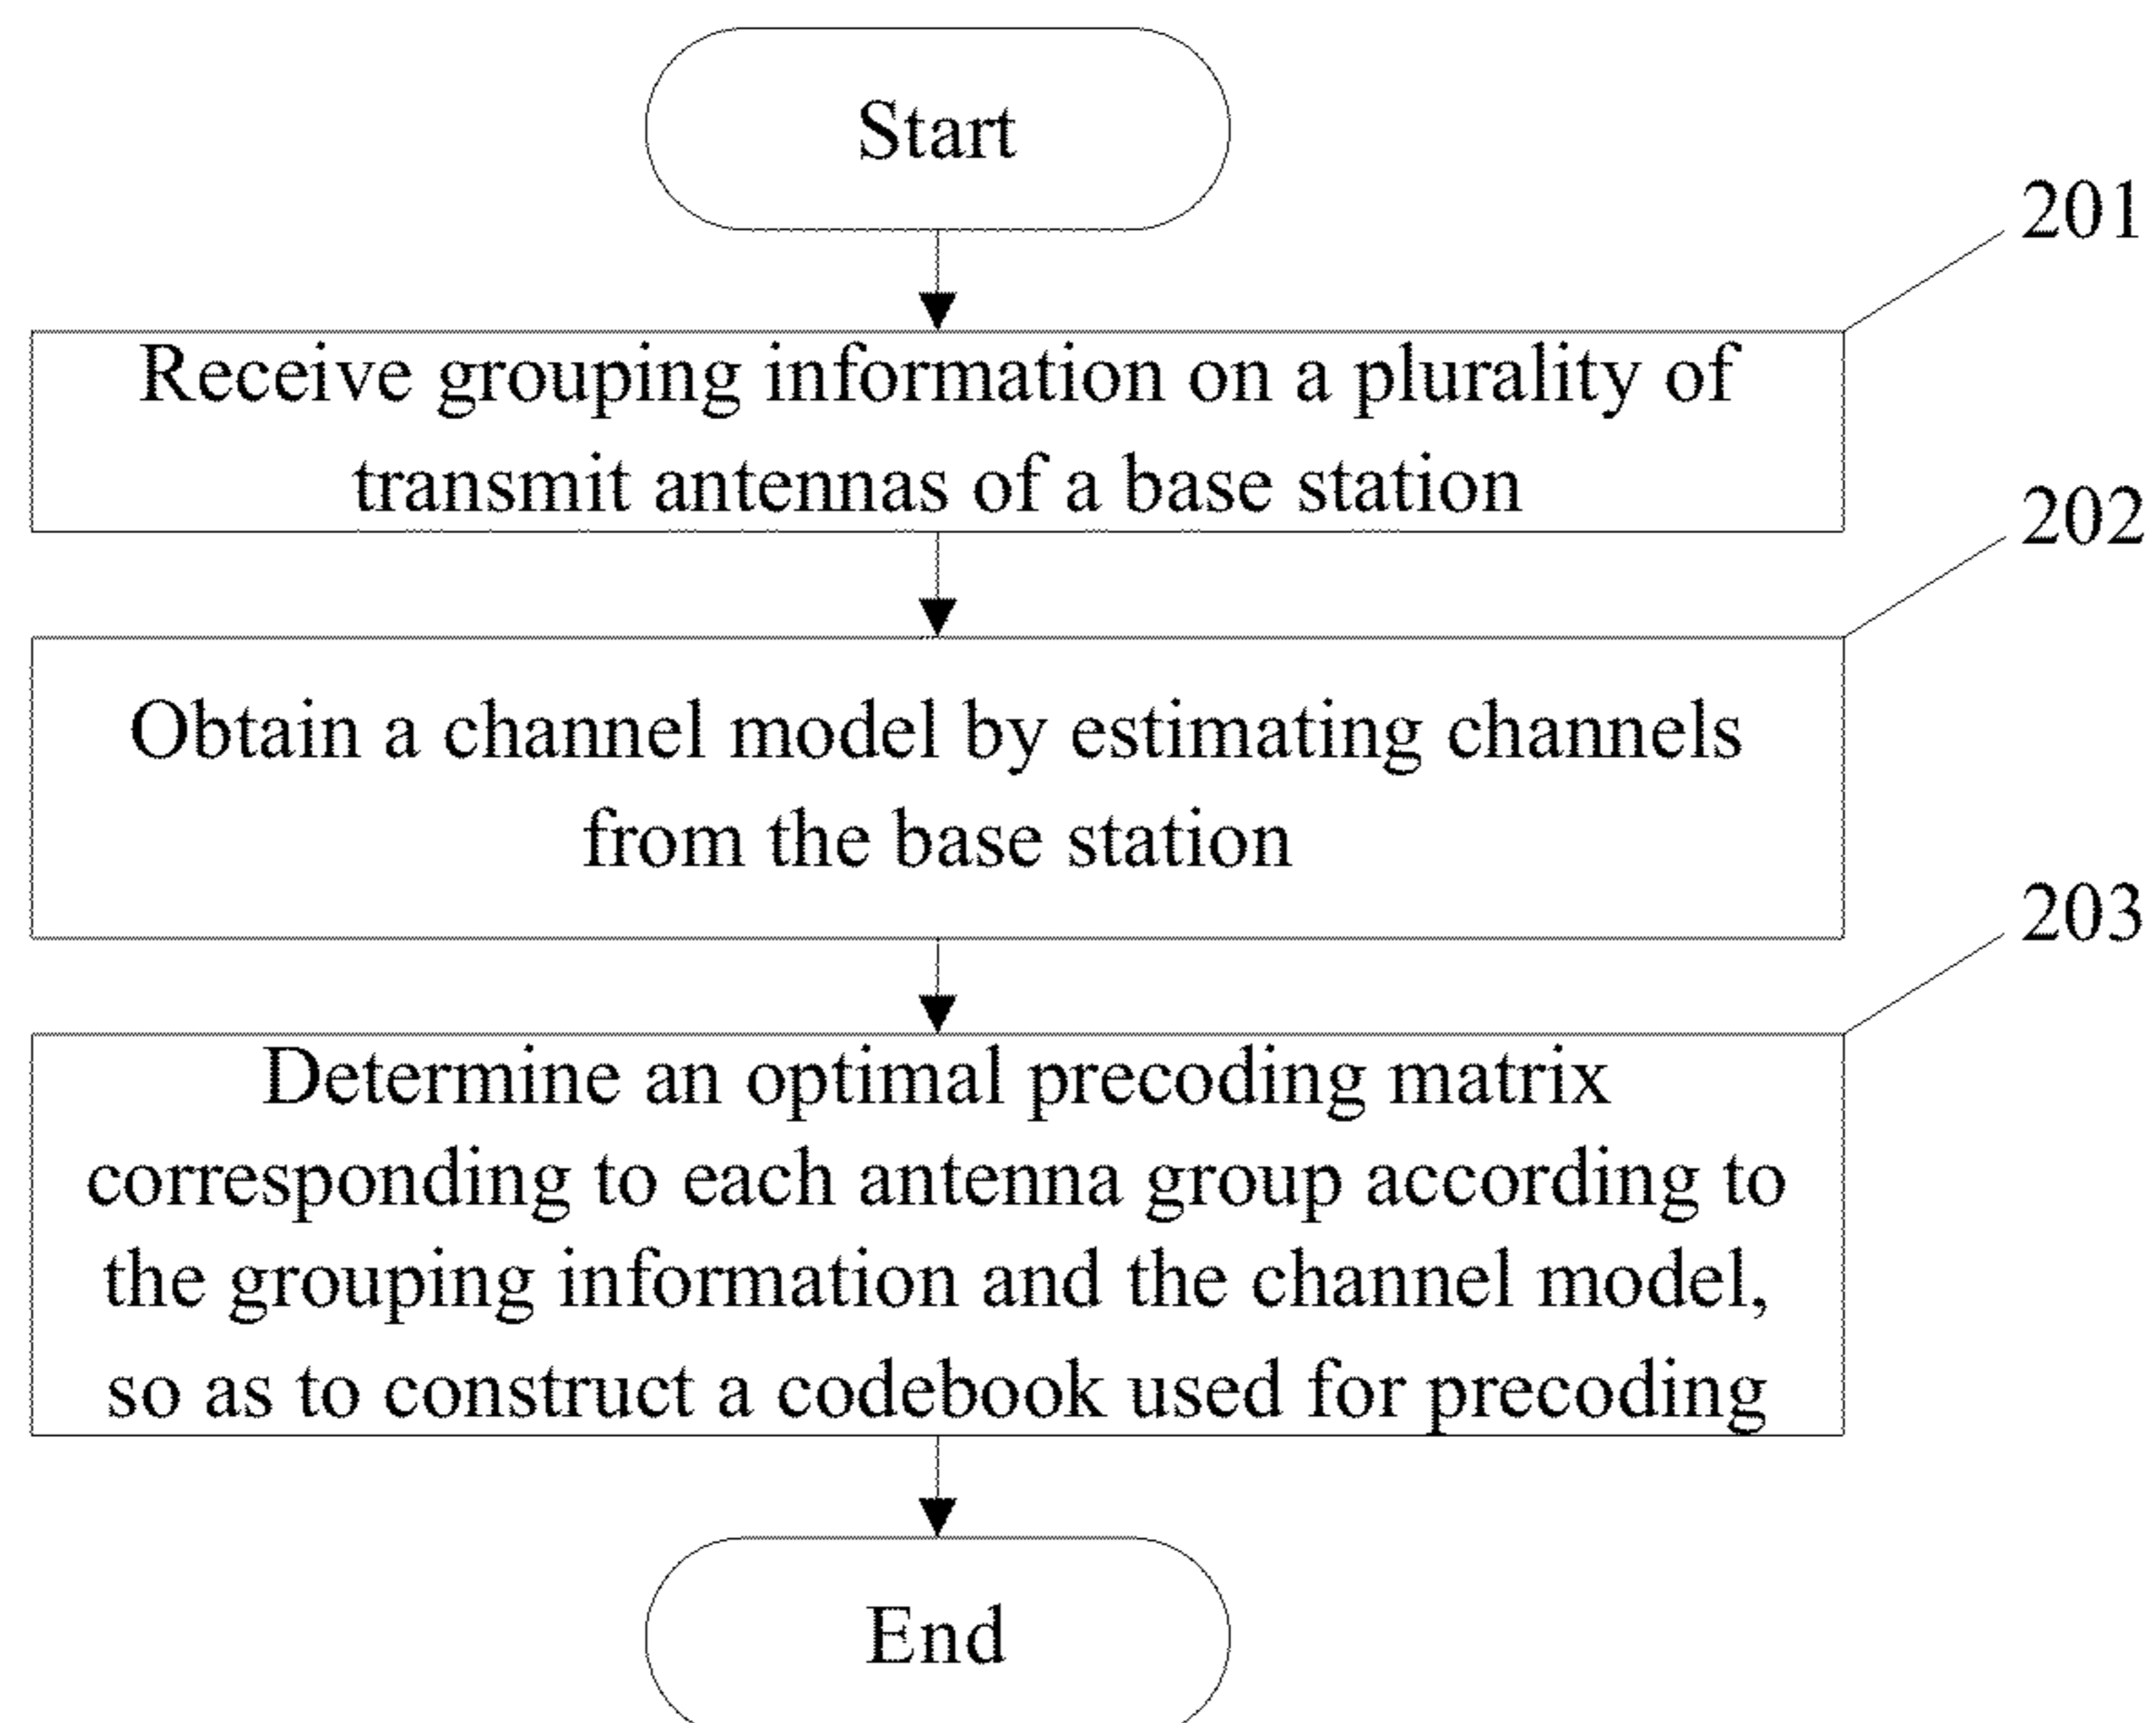 Start
201
Receive grouping information on a plurality of
transmit antennas of a base station
202
Obtain a channel model by estimating channels
from the base station
203
Determine an optimal precoding matrix
corresponding to each antenna group according to
the grouping information and the channel model,
so as to construct a codebook used for precoding
End